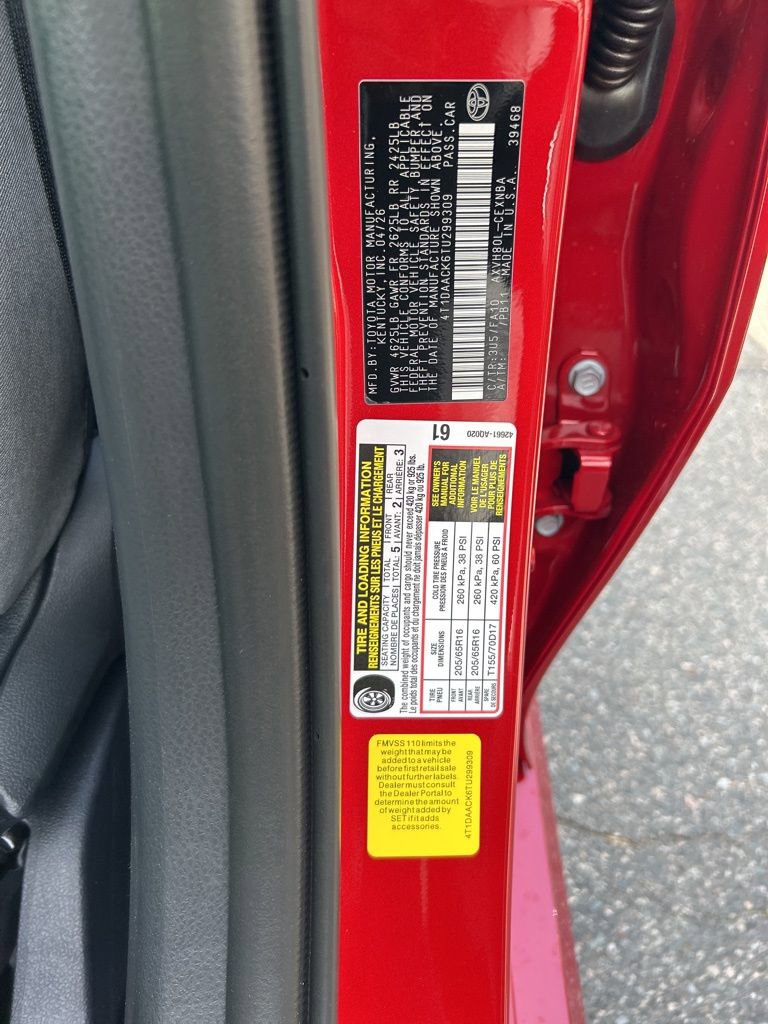 MFD.BY:TOYOTA MOTOR MANUFACTURING,
KENTUCKY, INC. 04/26
GVWR 4625LB GAWR FR 2625LB RR 2425LB
THIS VEHICLE CONFORMS TO ALL APPLICABLE
FEDERAL MOTOR VEHICLE SAFETY, BUMPER, AND
THEFT PREVENTION STANDARDS IN EFFECT ON
THE DATE OF MANUFACTURE SHOWN ABOVE.
4T1DAACK6TU299309 PASS.CAR
C/TR:3U5/FA10 AXVH80L-CEXNBA
A/TM: /PB11 MADE IN U.S.A. 39468
TIRE AND LOADING INFORMATION
RENSEIGNEMENTS SUR LES PNEUS ET LE CHARGEMENT
SEATING CAPACITY | TOTAL | FRONT | REAR
NOMBRE DE PLACES | TOTAL: 5 | AVANT: 2 | ARRIÈRE: 3
The combined weight of occupants and cargo should never exceed 420 kg or 925 lbs.
Le poids total des occupants et du chargement ne doit jamais dépasser 420 kg ou 925 lb.
TIRE
PNEU
SIZE
DIMENSIONS
COLD TIRE PRESSURE
PRESSION DES PNEUS À FROID
FRONT
AVANT
205/65R16
260 kPa, 38 PSI
REAR
ARRIÈRE
205/65R16
260 kPa, 38 PSI
SPARE
DE SECOURS
T155/70D17
420 kPa, 60 PSI
SEE OWNER'S
MANUAL FOR
ADDITIONAL
INFORMATION
VOIR LE MANUEL
DE L'USAGER
POUR PLUS DE
RENSEIGNEMENTS
61
42661-AQ020
FMVSS 110 limits the
weight that may be
added to a vehicle
before first retail sale
without further labels.
Dealer must consult
the Dealer Portal to
determine the amount
of weight added by
SET if it adds
accessories.
4T1DAACK6TU299309